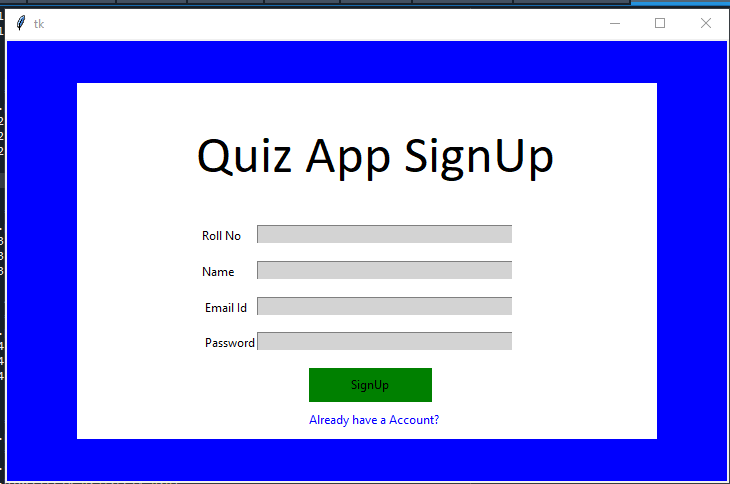 tk
Quiz App SignUp
Roll No
Name
Email Id
Password
SignUp
Already have a Account?